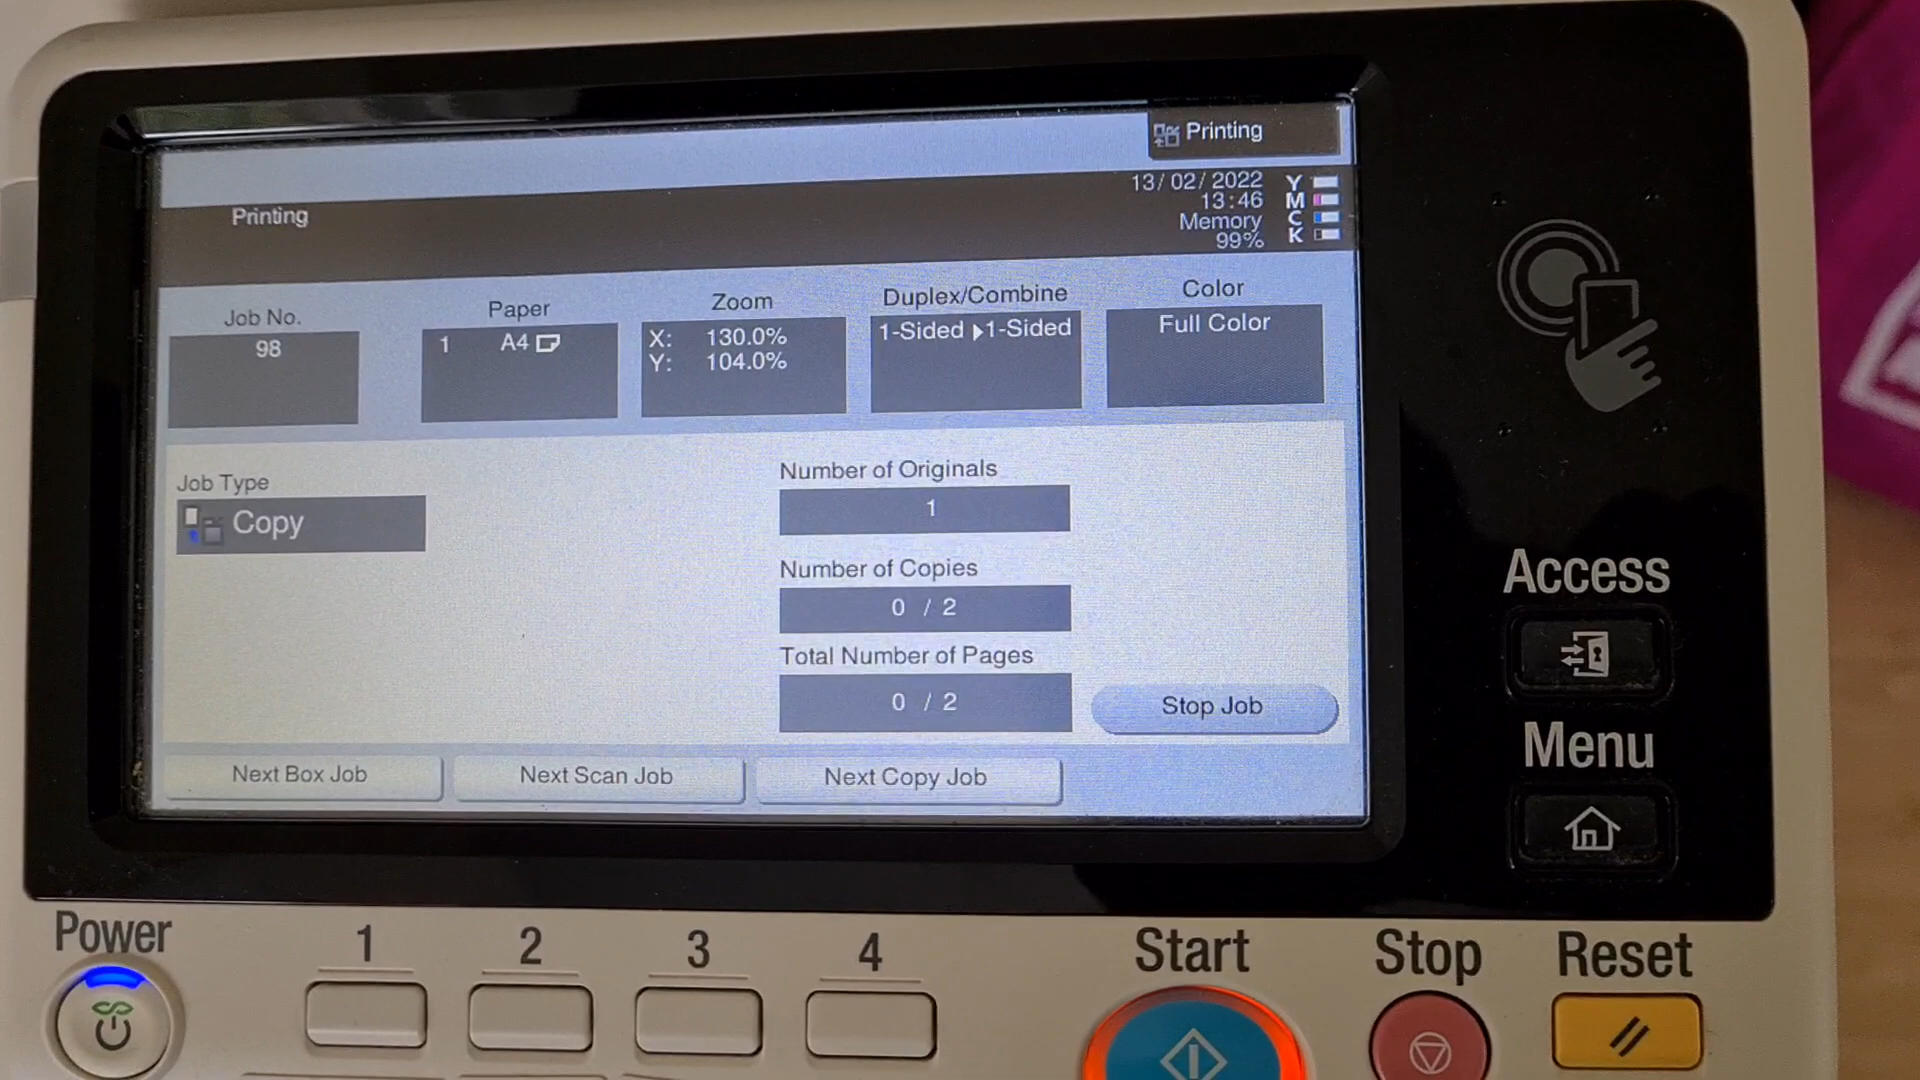 Printing
Printing
13/02/2022
13:46
Memory
99%
Y
M
C
K
Job No.
98
Paper
1 A4
Zoom
X: 130.0%
Y: 104.0%
Duplex/Combine
1-Sided ▶1-Sided
Color
Full Color
Job Type
Copy
Number of Originals
1
Number of Copies
0 / 2
Total Number of Pages
0 / 2
Stop Job
Next Box Job
Next Scan Job
Next Copy Job
Access
Menu
Power
1
2
3
4
Start
Stop
Reset